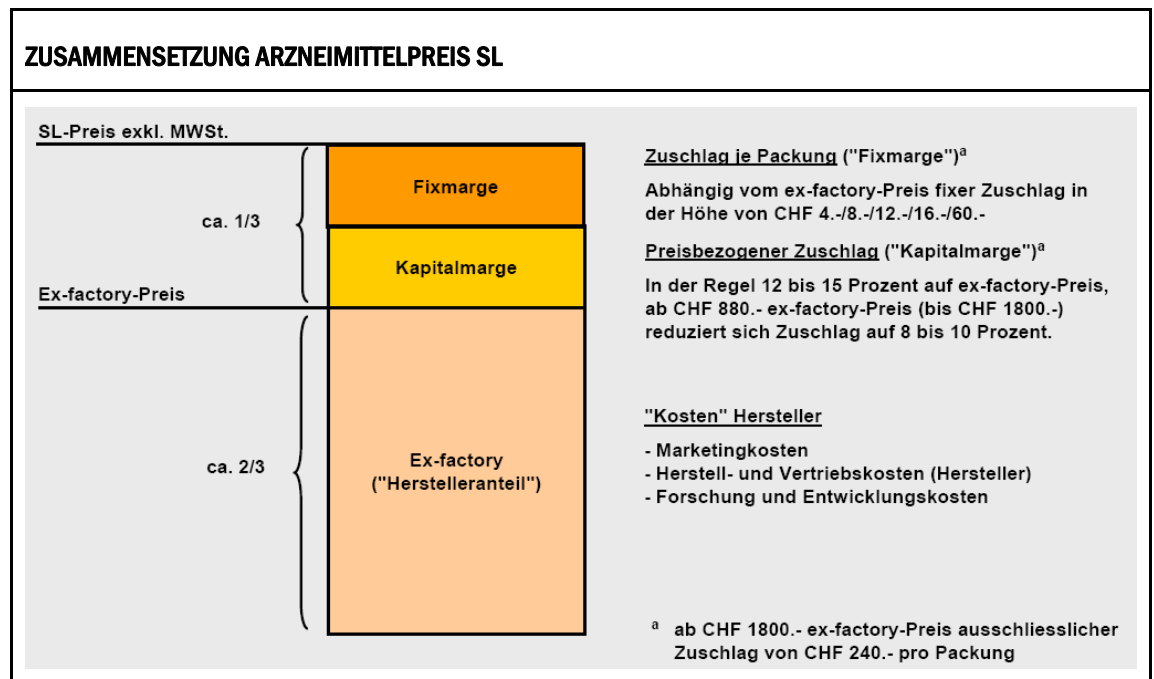 ZUSAMMENSETZUNG ARZNEIMITTELPREIS SL
SL-Preis exkl. MWSt.
ca. 1/3
Ex-factory-Preis
ca. 2/3
Fixmarge
Kapitalmarge
Ex-factory
("Herstelleranteil")
Zuschlag je Packung ("Fixmarge")ᵃ
Abhängig vom ex-factory-Preis fixer Zuschlag in
der Höhe von CHF 4.-/8.-/12.-/16.-/60.-
Preisbezogener Zuschlag ("Kapitalmarge")ᵃ
In der Regel 12 bis 15 Prozent auf ex-factory-Preis,
ab CHF 880.- ex-factory-Preis (bis CHF 1800.-)
reduziert sich Zuschlag auf 8 bis 10 Prozent.
"Kosten" Hersteller
- Marketingkosten
- Herstell- und Vertriebskosten (Hersteller)
- Forschung und Entwicklungskosten
ᵃ ab CHF 1800.- ex-factory-Preis ausschliesslicher
Zuschlag von CHF 240.- pro Packung